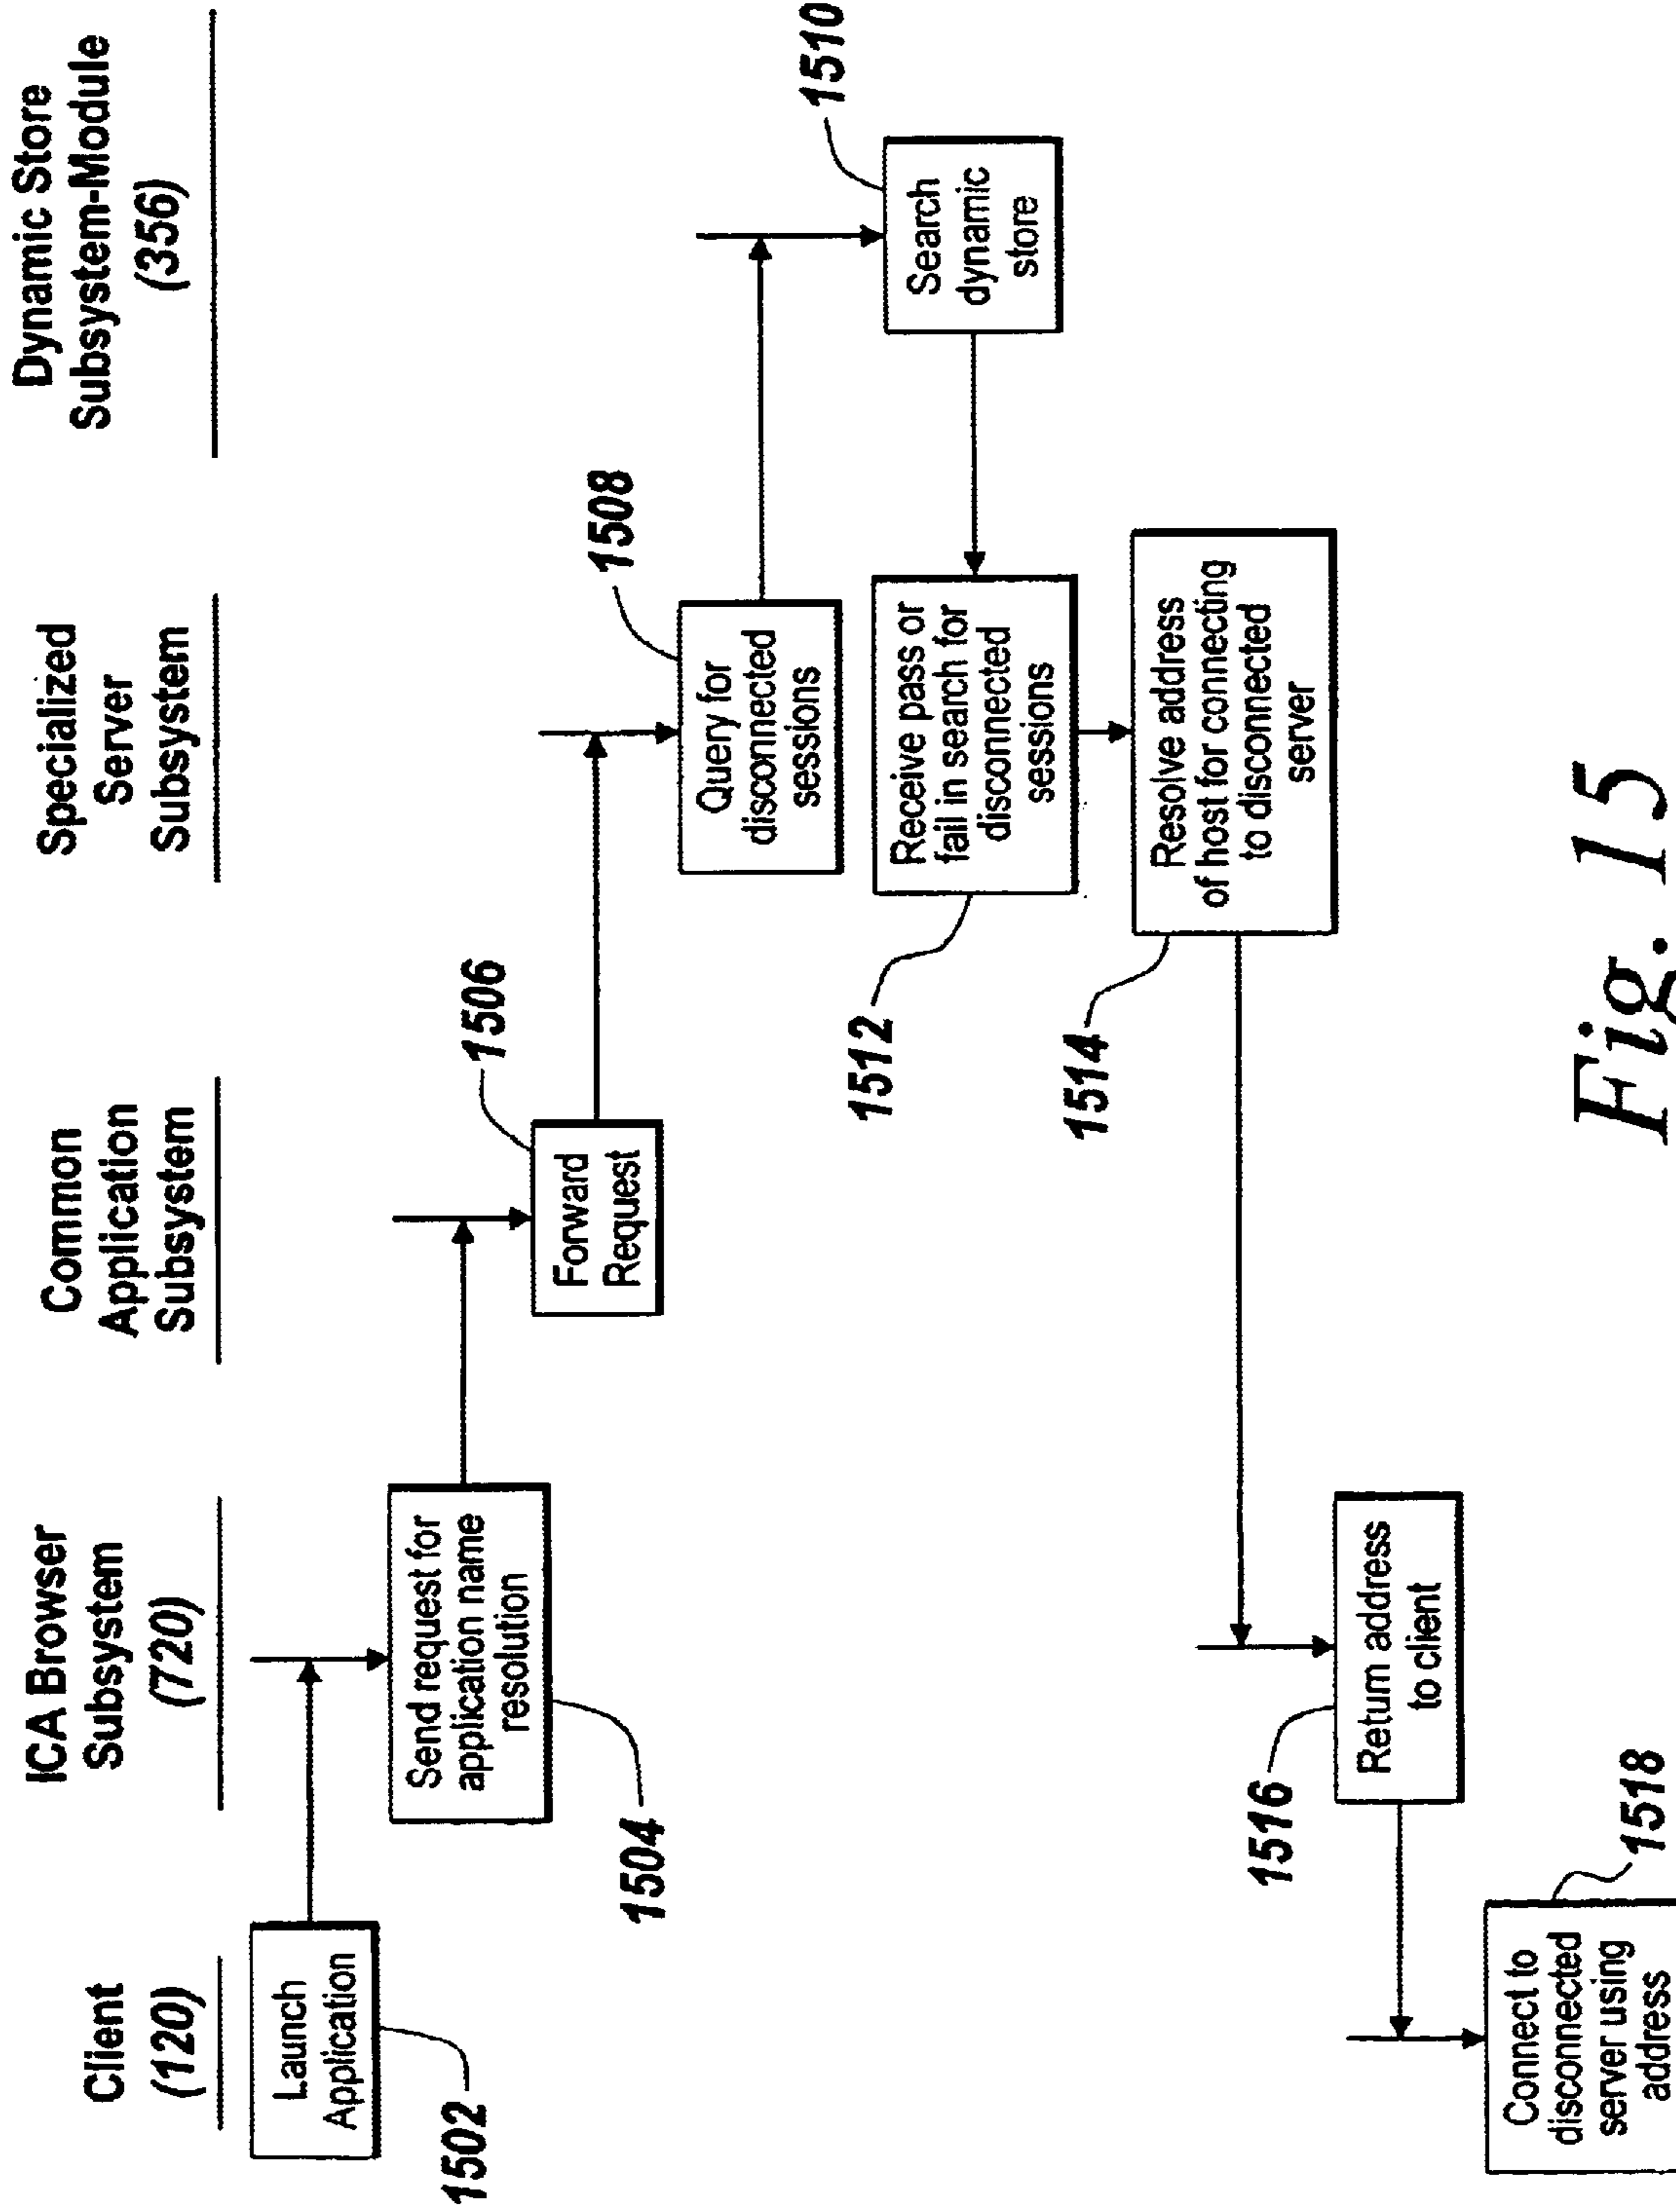 Client
(120)
ICA Browser
Subsystem
(720)
Common
Application
Subsystem
Specialized
Server
Subsystem
Dynamic Store
Subsystem-Module
(356)
Launch
Application
1502
Send request for
application name
resolution
1504
Forward
Request
1506
Query for
disconnected
sessions
1508
Search
dynamic
store
1510
Receive pass or
fail in search for
disconnected
sessions
1512
Resolve address
of host for connecting
to disconnected
server
1514
Return address
to client
1516
Connect to
disconnected
server using
address
1518
Fig. 15